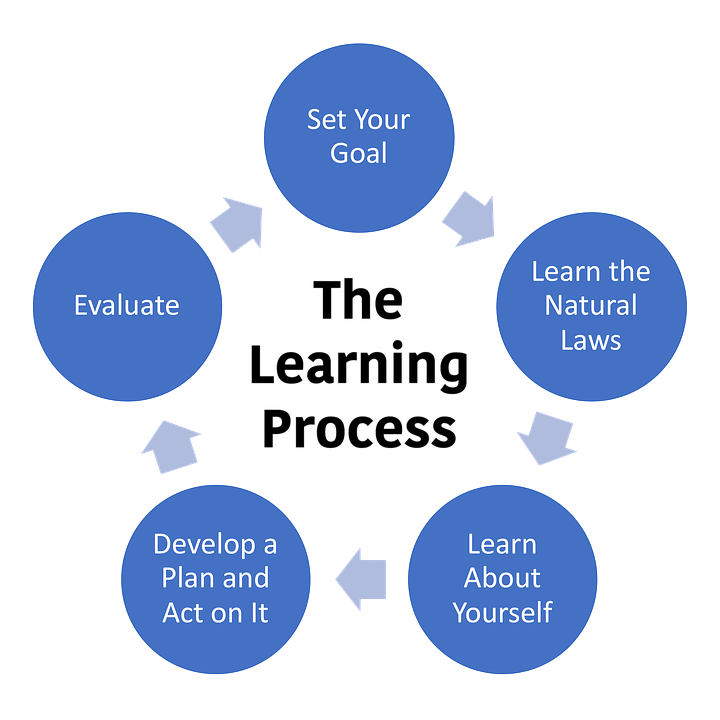 Set Your
Goal
Learn the
Natural
Laws
Learn
About
Yourself
Develop a
Plan and
Act on It
Evaluate
The
Learning
Process